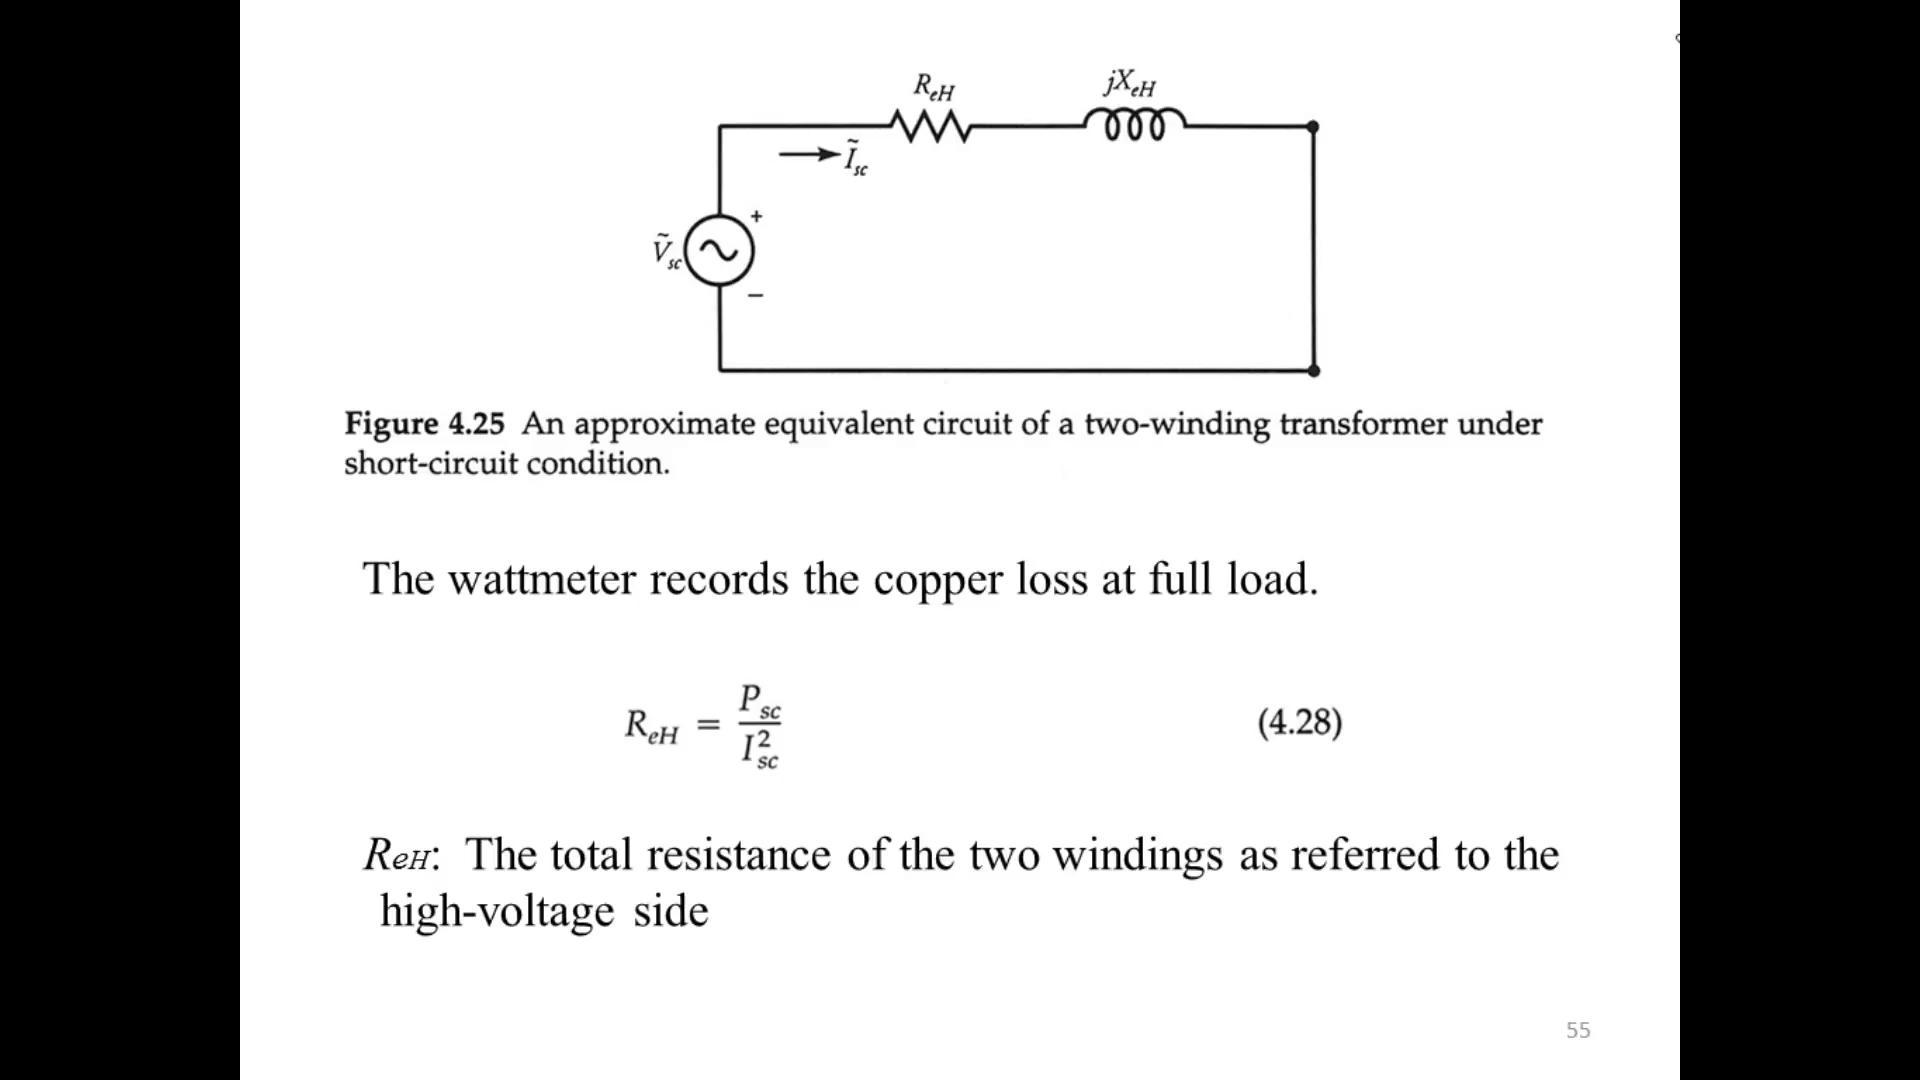 R_eH
jX_eH
Ĩ_sc
+
Ṽ_sc
−
Figure 4.25 An approximate equivalent circuit of a two-winding transformer under
short-circuit condition.
The wattmeter records the copper loss at full load.
R_eH = P_sc / I²_sc (4.28)
ReH: The total resistance of the two windings as referred to the
high-voltage side
55